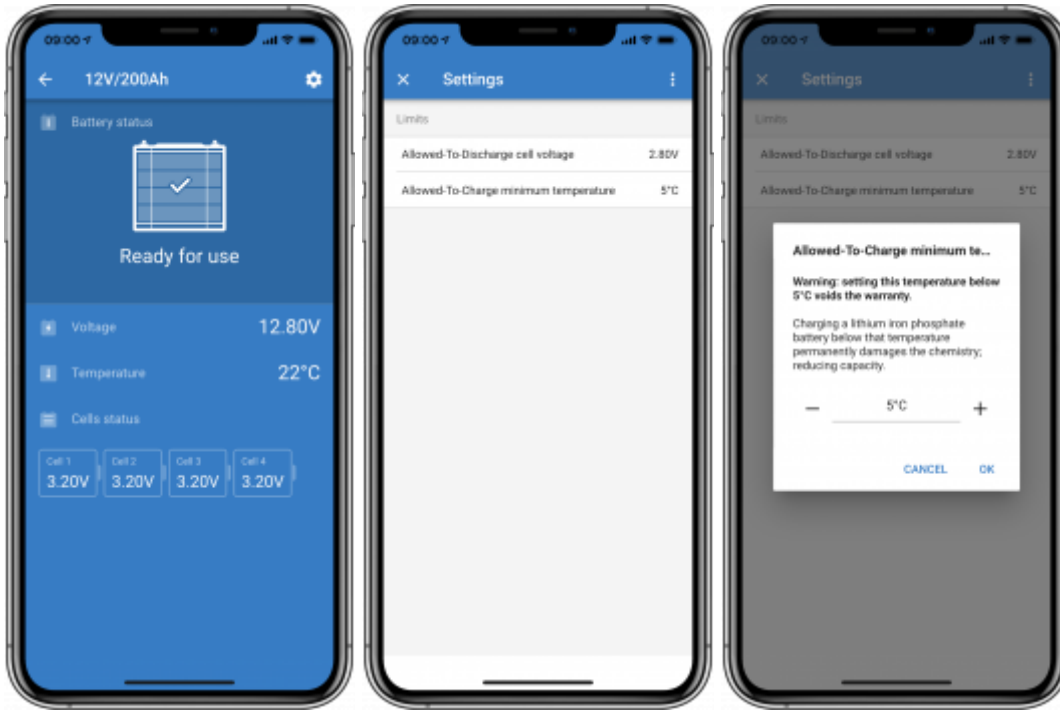 09:00
12V/200Ah
Battery status
Ready for use
Voltage 12.80V
Temperature 22°C
Cells status
Cell 1 Cell 2 Cell 3 Cell 4
3.20V 3.20V 3.20V 3.20V
09:00
Settings
Limits
Allowed-To-Discharge cell voltage 2.80V
Allowed-To-Charge minimum temperature 5°C
09:00
Settings
Limits
Allowed-To-Discharge cell voltage 2.80V
Allowed-To-Charge minimum temperature 5°C
Allowed-To-Charge minimum te...
Warning: setting this temperature below
5°C voids the warranty.
Charging a lithium iron phosphate
battery below that temperature
permanently damages the chemistry;
reducing capacity.
— 5°C +
CANCEL OK